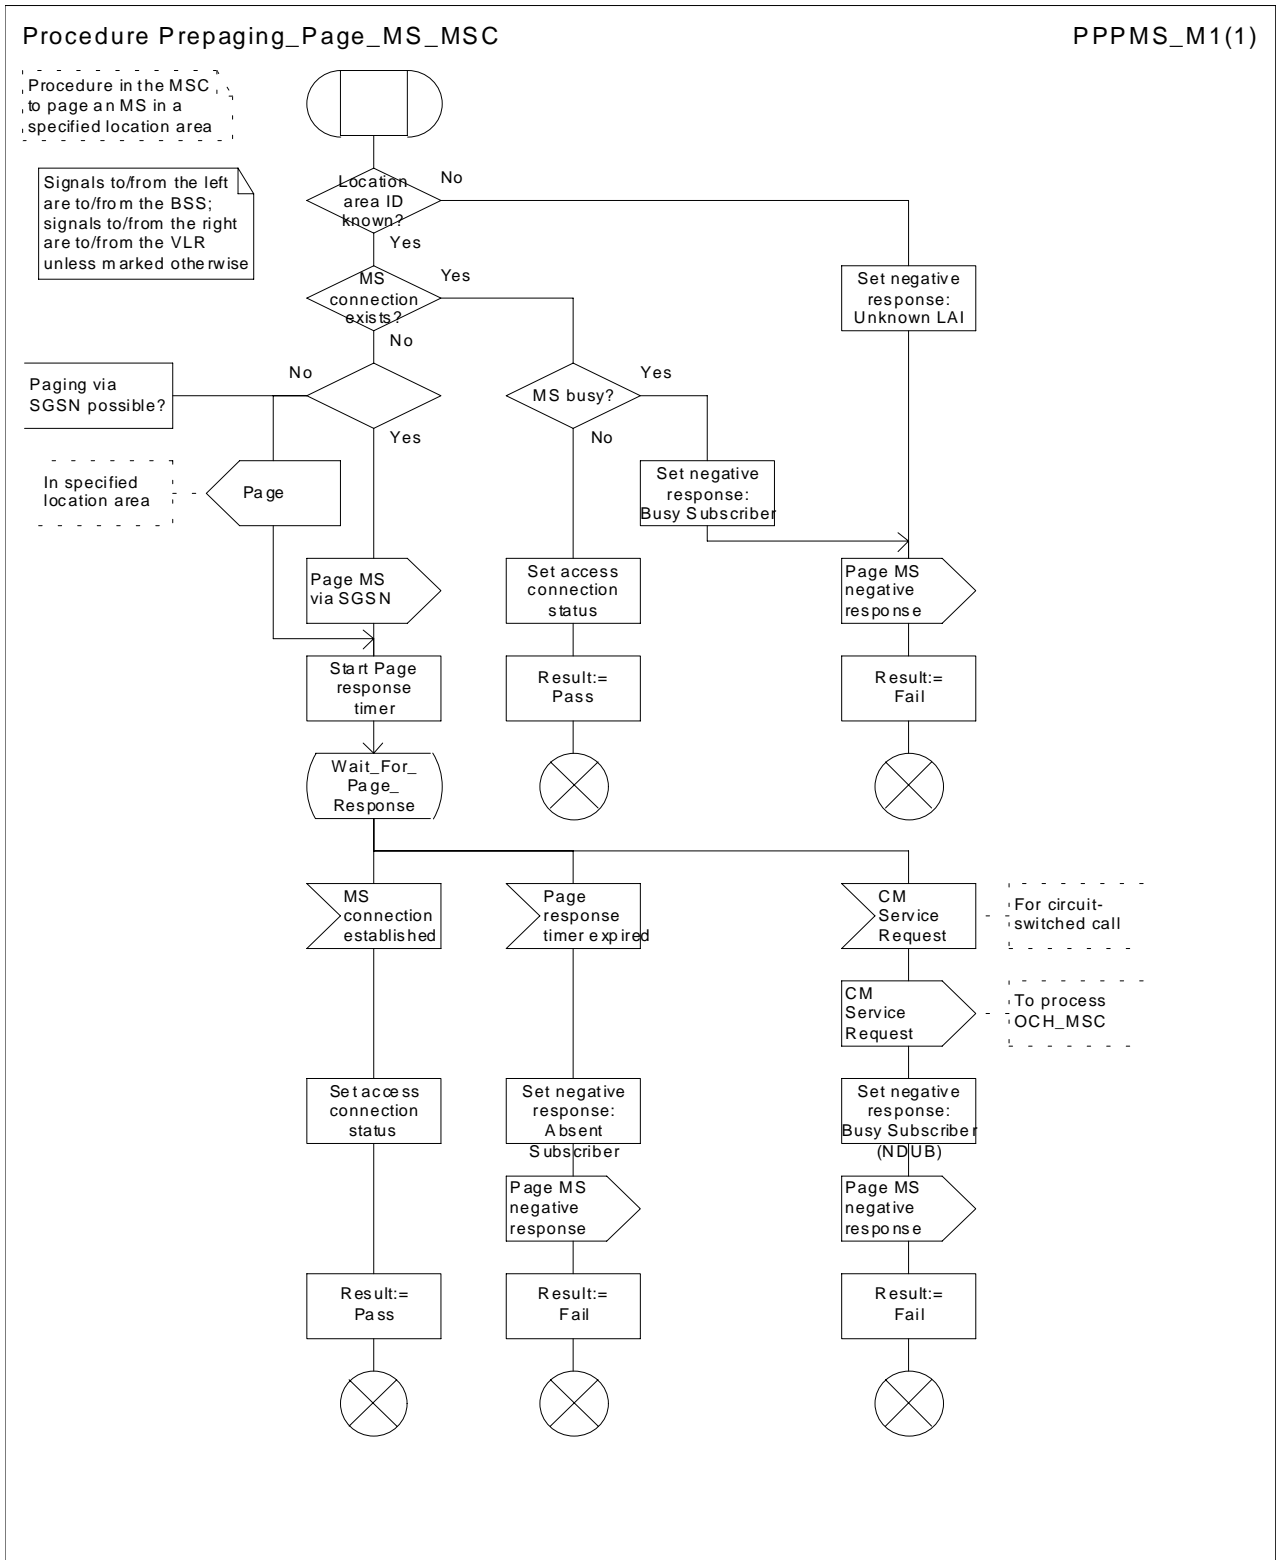 Procedure Prepaging_Page_MS_MSC
PPPMS_M1(1)
Procedure in the MSC
to page an MS in a
specified location area
Signals to/from the left
are to/from the BSS;
signals to/from the right
are to/from the VLR
unless marked otherwise
Location
area ID
known?
No
Yes
MS
connection
exists?
Yes
No
Set negative
response:
Unknown LAI
Paging via
SGSN possible?
No
Yes
MS busy?
Yes
No
In specified
location area
Page
Set negative
response:
Busy Subscriber
Page MS
via SGSN
Set access
connection
status
Page MS
negative
response
Start Page
response
timer
Result:=
Pass
Result:=
Fail
Wait_For_
Page_
Response
MS
connection
established
Page
response
timer expired
CM
Service
Request
For circuit-
switched call
CM
Service
Request
To process
OCH_MSC
Set access
connection
status
Set negative
response:
Absent
Subscriber
Set negative
response:
Busy Subscriber
(NDUB)
Page MS
negative
response
Page MS
negative
response
Result:=
Pass
Result:=
Fail
Result:=
Fail